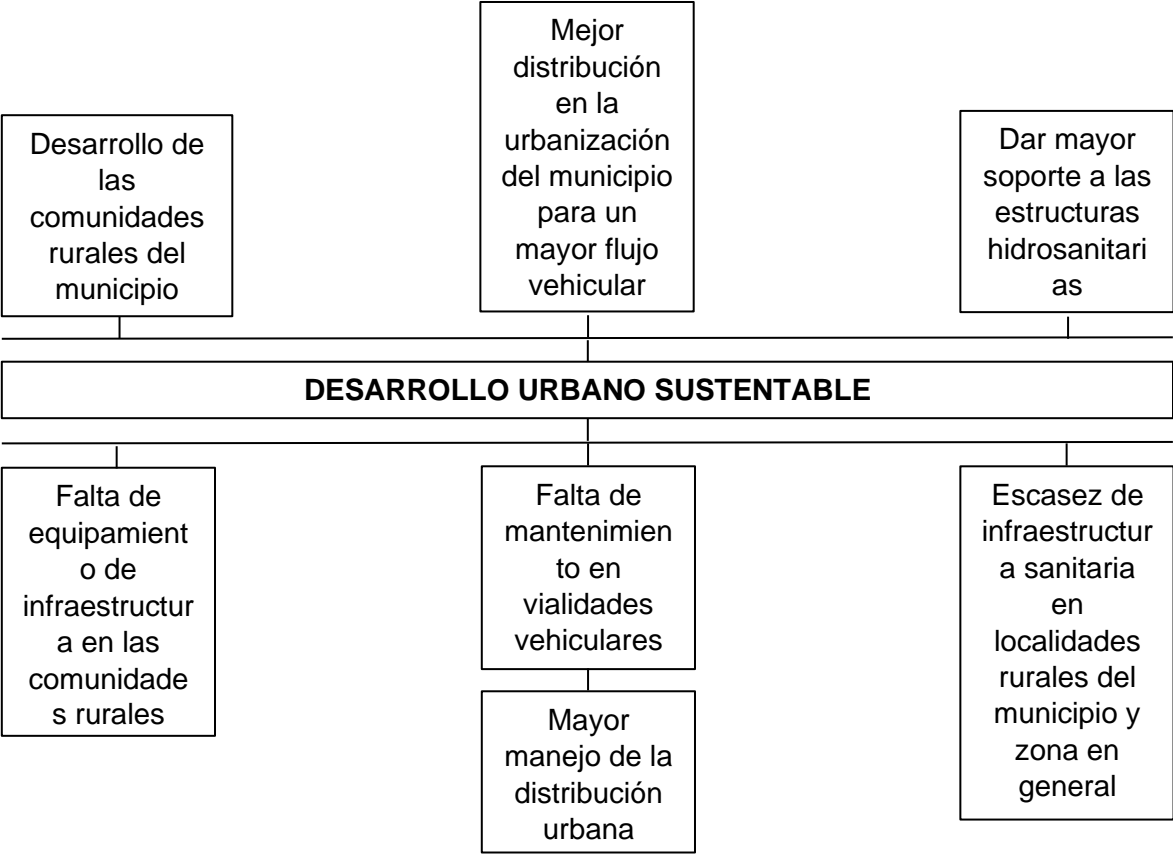 Desarrollo de
las
comunidades
rurales del
municipio
Mejor
distribución
en la
urbanización
del municipio
para un
mayor flujo
vehicular
Dar mayor
soporte a las
estructuras
hidrosanitari
as
DESARROLLO URBANO SUSTENTABLE
Falta de
equipamient
o de
infraestructur
a en las
comunidade
s rurales
Falta de
mantenimien
to en
vialidades
vehiculares
Mayor
manejo de la
distribución
urbana
Escasez de
infraestructur
a sanitaria
en
localidades
rurales del
municipio y
zona en
general